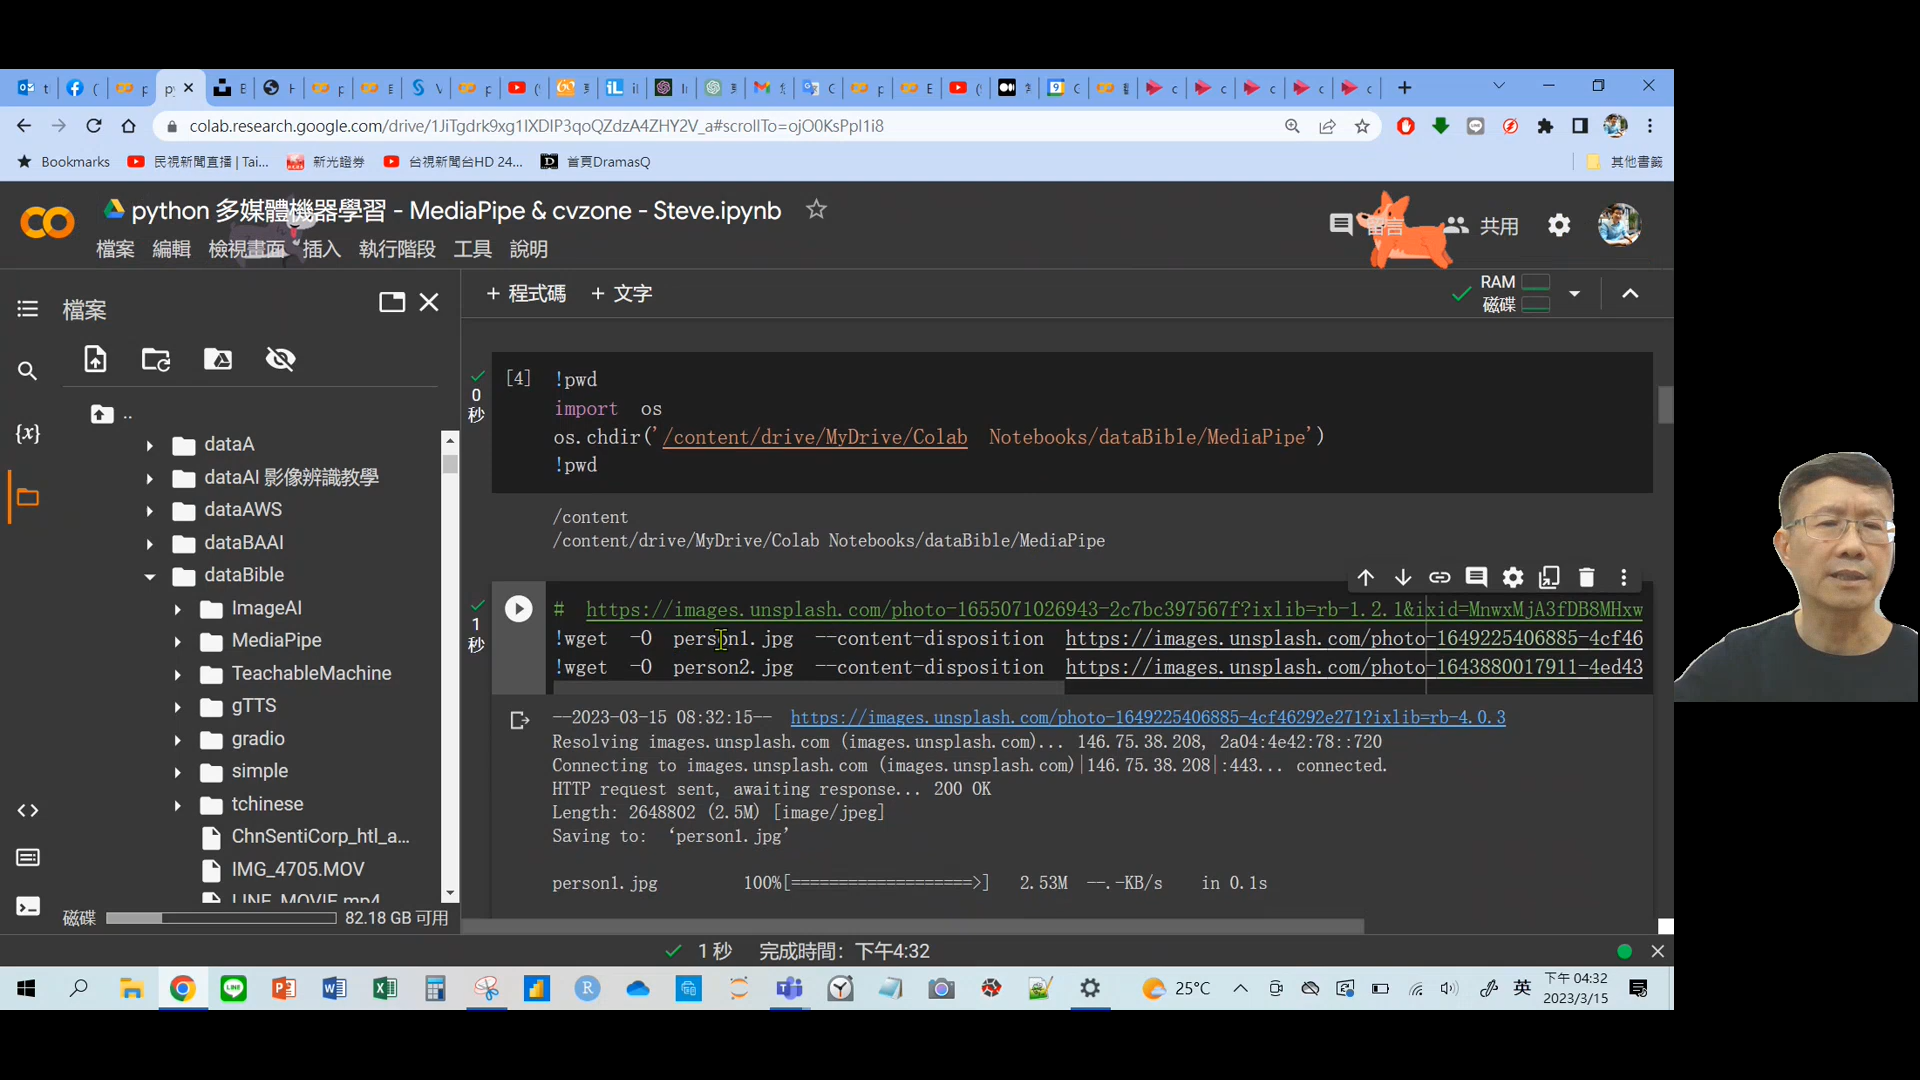 colab.research.google.com/drive/1JiTgdrk9xg1IXDIP3qoQZdzA4ZHY2V_a#scrollTo=ojO0KsPpI1i8
Bookmarks 民視新聞直播 | Tai... 新光證券 台視新聞台HD 24... 首頁DramasQ 其他書籤
python 多媒體機器學習 - MediaPipe & cvzone - Steve.ipynb
留言 共用
檔案 編輯 檢視畫面 插入 執行階段 工具 說明
檔案
+ 程式碼 + 文字
RAM
磁碟
..
dataA
dataAI 影像辨識教學
dataAWS
dataBAAI
dataBible
ImageAI
MediaPipe
TeachableMachine
gTTS
gradio
simple
tchinese
ChnSentiCorp_htl_a...
IMG_4705.MOV
LINE_MOVIE.mp4
磁碟 82.18 GB 可用
[4] !pwd
0 秒
import os
os.chdir('/content/drive/MyDrive/Colab Notebooks/dataBible/MediaPipe')
!pwd
/content
/content/drive/MyDrive/Colab Notebooks/dataBible/MediaPipe
1 秒
# https://images.unsplash.com/photo-1655071026943-2c7bc397567f?ixlib=rb-1.2.1&ixid=MnwxMjA3fDB8MHxw
!wget -O person1.jpg --content-disposition https://images.unsplash.com/photo-1649225406885-4cf46
!wget -O person2.jpg --content-disposition https://images.unsplash.com/photo-1643880017911-4ed43
--2023-03-15 08:32:15-- https://images.unsplash.com/photo-1649225406885-4cf46292e271?ixlib=rb-4.0.3
Resolving images.unsplash.com (images.unsplash.com)... 146.75.38.208, 2a04:4e42:78::720
Connecting to images.unsplash.com (images.unsplash.com)|146.75.38.208|:443... connected.
HTTP request sent, awaiting response... 200 OK
Length: 2648802 (2.5M) [image/jpeg]
Saving to: ‘person1.jpg’
person1.jpg 100%[===================>] 2.53M --.-KB/s in 0.1s
1 秒 完成時間: 下午4:32
25°C 英 下午 04:32
2023/3/15